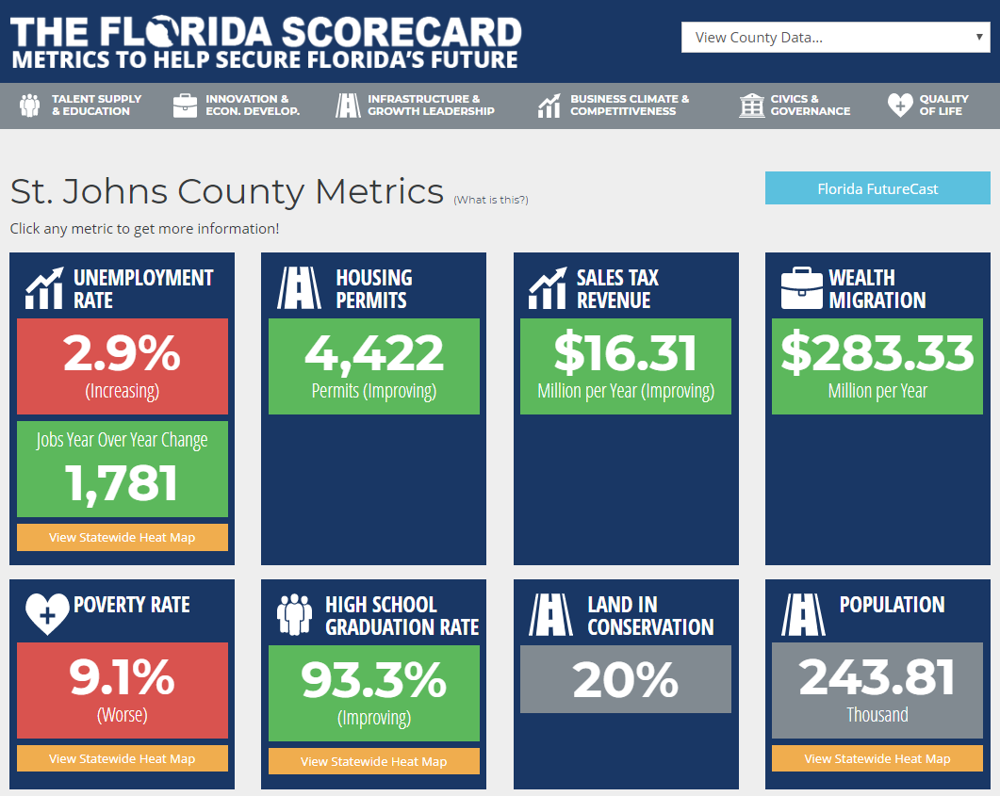 THE FLORIDA SCORECARD
METRICS TO HELP SECURE FLORIDA'S FUTURE
View County Data...
TALENT SUPPLY
& EDUCATION
INNOVATION &
ECON. DEVELOP.
INFRASTRUCTURE &
GROWTH LEADERSHIP
BUSINESS CLIMATE &
COMPETITIVENESS
CIVICS &
GOVERNANCE
QUALITY
OF LIFE
St. Johns County Metrics (What is this?)
Florida FutureCast
Click any metric to get more information!
UNEMPLOYMENT
RATE
2.9%
(Increasing)
Jobs Year Over Year Change
1,781
View Statewide Heat Map
HOUSING
PERMITS
4,422
Permits (Improving)
SALES TAX
REVENUE
$16.31
Million per Year (Improving)
WEALTH
MIGRATION
$283.33
Million per Year
POVERTY RATE
9.1%
(Worse)
View Statewide Heat Map
HIGH SCHOOL
GRADUATION RATE
93.3%
(Improving)
View Statewide Heat Map
LAND IN
CONSERVATION
20%
POPULATION
243.81
Thousand
View Statewide Heat Map